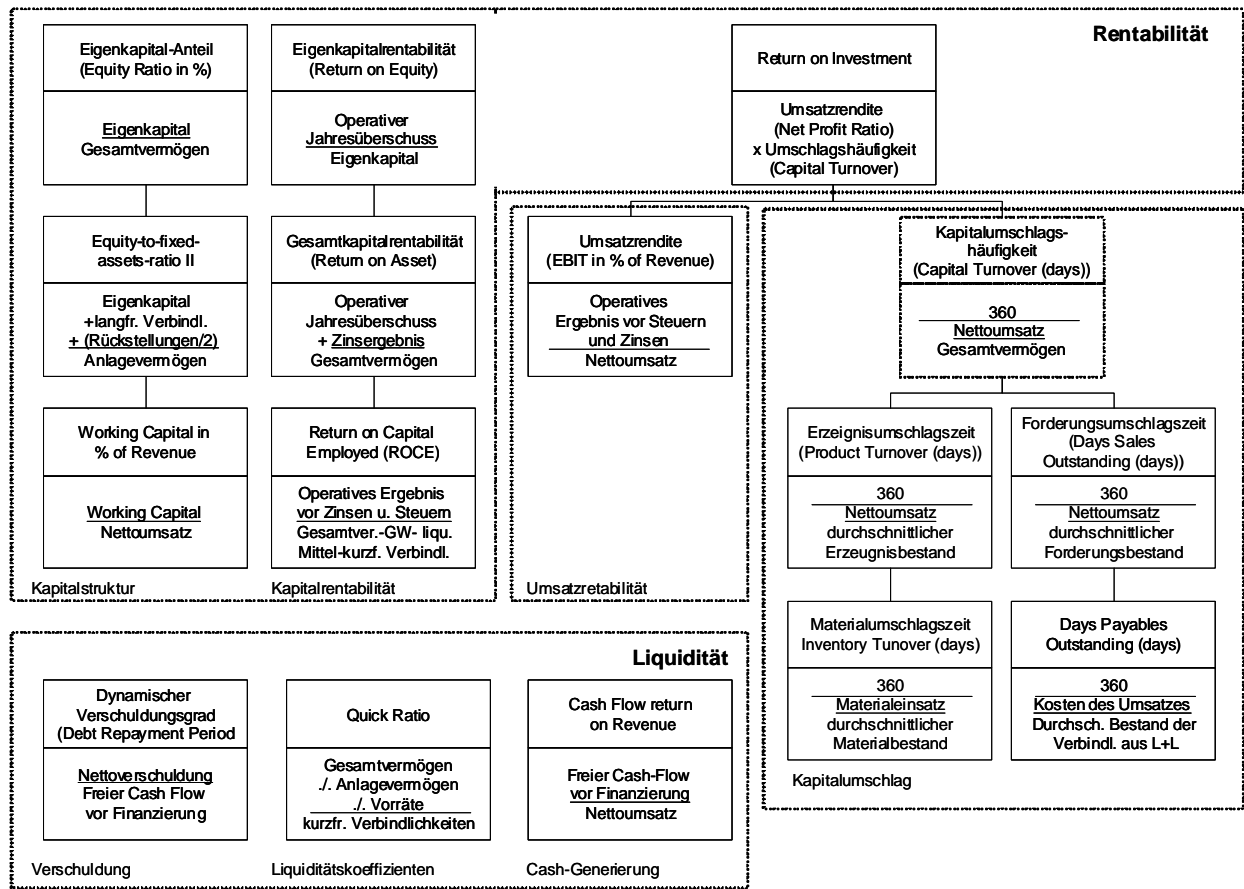 Rentabilität
Eigenkapital-Anteil
(Equity Ratio in %)
Eigenkapital
Gesamtvermögen
Eigenkapitalrentabilität
(Return on Equity)
Operativer
Jahresüberschuss
Eigenkapital
Return on Investment
Umsatzrendite
(Net Profit Ratio)
x Umschlagshäufigkeit
(Capital Turnover)
Equity-to-fixed-
assets-ratio II
Eigenkapital
+langfr. Verbindl.
+ (Rückstellungen/2)
Anlagevermögen
Gesamtkapitalrentabilität
(Return on Asset)
Operativer
Jahresüberschuss
+ Zinsergebnis
Gesamtvermögen
Umsatzrendite
(EBIT in % of Revenue)
Operatives
Ergebnis vor Steuern
und Zinsen
Nettoumsatz
Kapitalumschlags-
häufigkeit
(Capital Turnover (days))
360
Nettoumsatz
Gesamtvermögen
Working Capital in
% of Revenue
Working Capital
Nettoumsatz
Return on Capital
Employed (ROCE)
Operatives Ergebnis
vor Zinsen u. Steuern
Gesamtver.-GW- liqu.
Mittel-kurzf. Verbindl.
Erzeignisumschlagszeit
(Product Turnover (days))
360
Nettoumsatz
durchschnittlicher
Erzeugnisbestand
Forderungsumschlagszeit
(Days Sales
Outstanding (days))
360
Nettoumsatz
durchschnittlicher
Forderungsbestand
Kapitalstruktur
Kapitalrentabilität
Umsatzretabilität
Materialumschlagszeit
Inventory Tunover (days)
360
Materialeinsatz
durchschnittlicher
Materialbestand
Days Payables
Outstanding (days)
360
Kosten des Umsatzes
Durchsch. Bestand der
Verbindl. aus L+L
Kapitalumschlag
Liquidität
Dynamischer
Verschuldungsgrad
(Debt Repayment Period
Nettoverschuldung
Freier Cash Flow
vor Finanzierung
Quick Ratio
Gesamtvermögen
./. Anlagevermögen
./. Vorräte
kurzfr. Verbindlichkeiten
Cash Flow return
on Revenue
Freier Cash-Flow
vor Finanzierung
Nettoumsatz
Verschuldung
Liquiditätskoeffizienten
Cash-Generierung